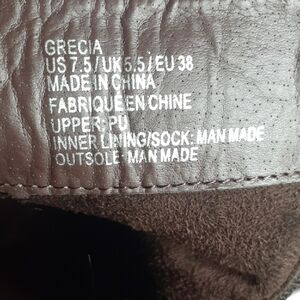 GRECIA
US 7.5/UK 5.5/EU 38
MADE IN CHINA
FABRIQUE EN CHINE
UPPER: PU
INNER LINING/SOCK: MAN MADE
OUTSOLE: MAN MADE